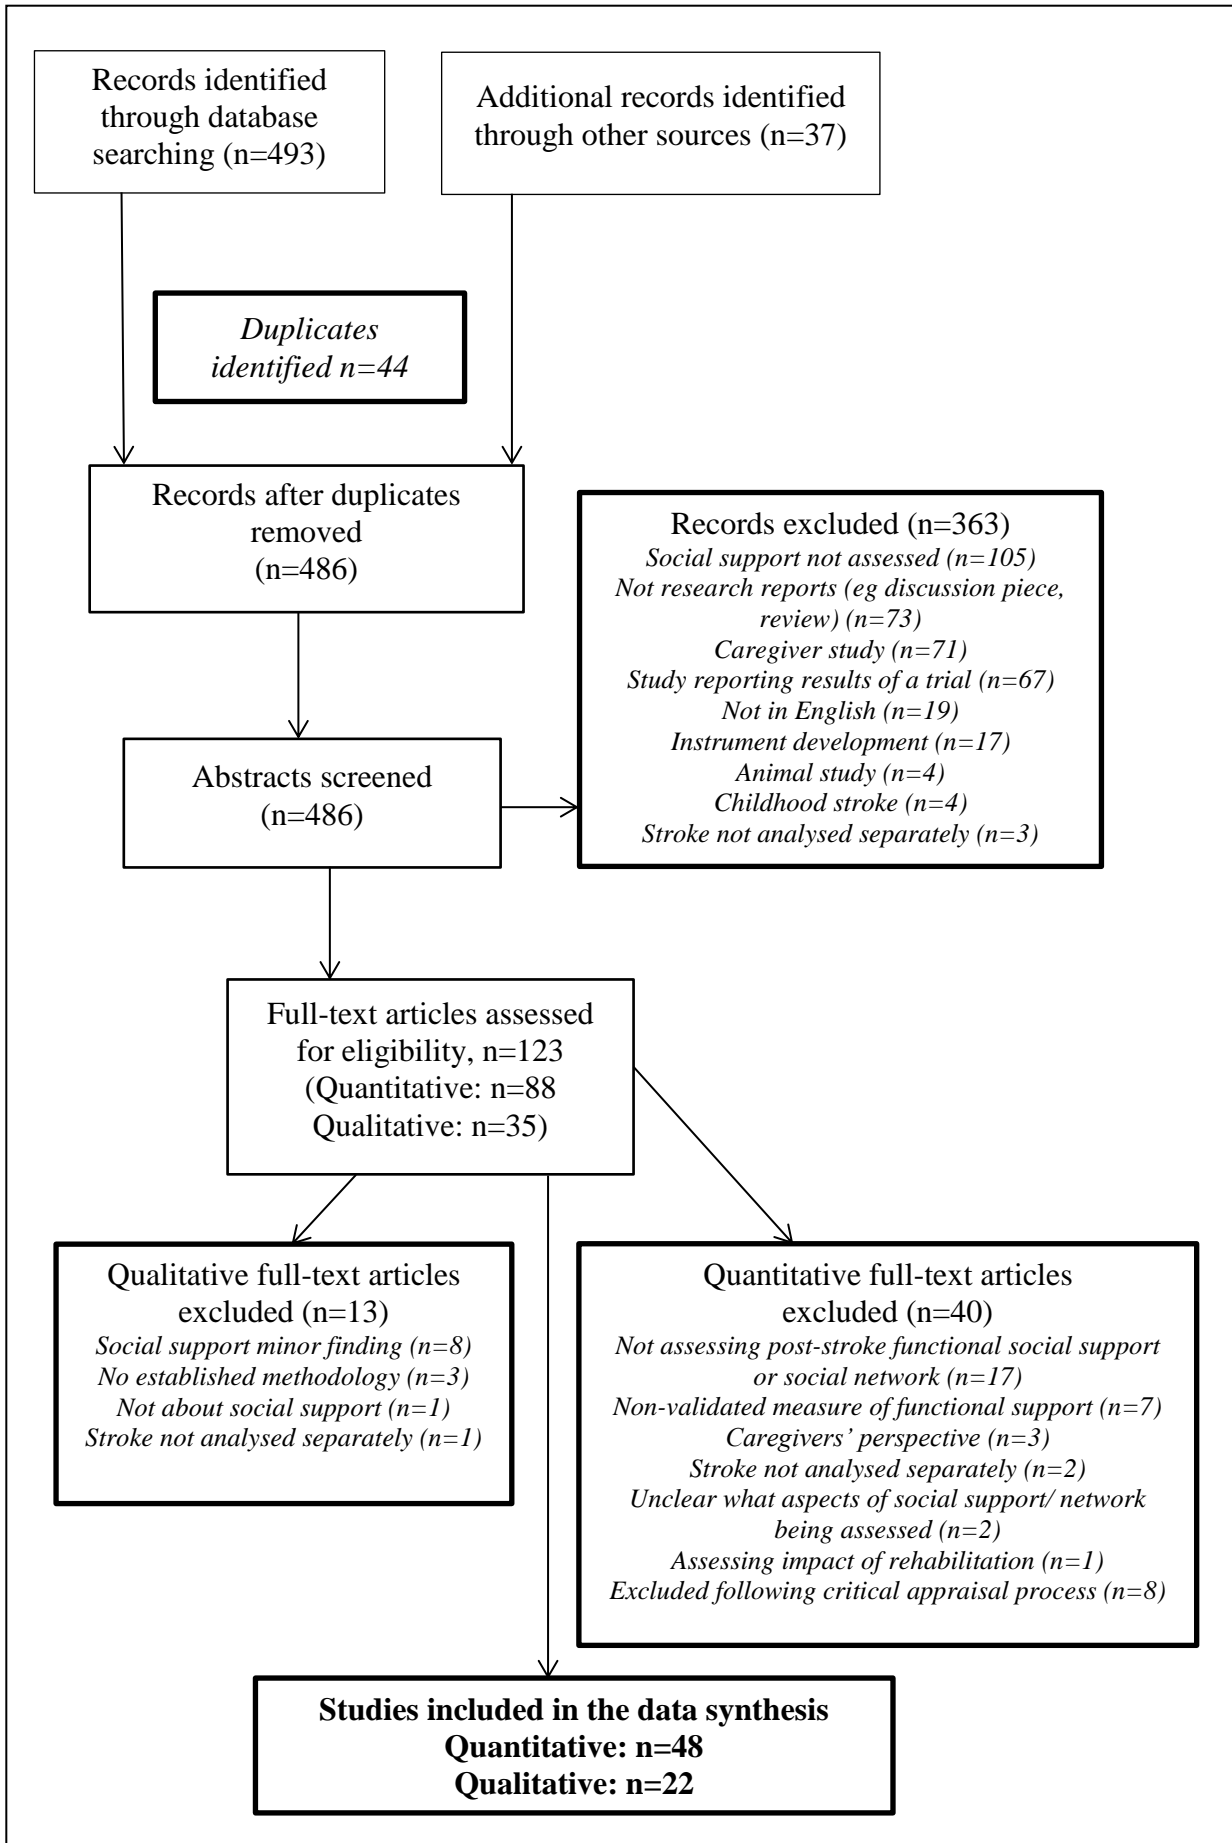 Records identified
through database
searching (n=493)
Additional records identified
through other sources (n=37)
Duplicates
identified n=44
Records after duplicates
removed
(n=486)
Records excluded (n=363)
Social support not assessed (n=105)
Not research reports (eg discussion piece,
review) (n=73)
Caregiver study (n=71)
Study reporting results of a trial (n=67)
Not in English (n=19)
Instrument development (n=17)
Animal study (n=4)
Childhood stroke (n=4)
Stroke not analysed separately (n=3)
Abstracts screened
(n=486)
Full-text articles assessed
for eligibility, n=123
(Quantitative: n=88
Qualitative: n=35)
Qualitative full-text articles
excluded (n=13)
Social support minor finding (n=8)
No established methodology (n=3)
Not about social support (n=1)
Stroke not analysed separately (n=1)
Quantitative full-text articles
excluded (n=40)
Not assessing post-stroke functional social support
or social network (n=17)
Non-validated measure of functional support (n=7)
Caregivers’ perspective (n=3)
Stroke not analysed separately (n=2)
Unclear what aspects of social support/ network
being assessed (n=2)
Assessing impact of rehabilitation (n=1)
Excluded following critical appraisal process (n=8)
Studies included in the data synthesis
Quantitative: n=48
Qualitative: n=22